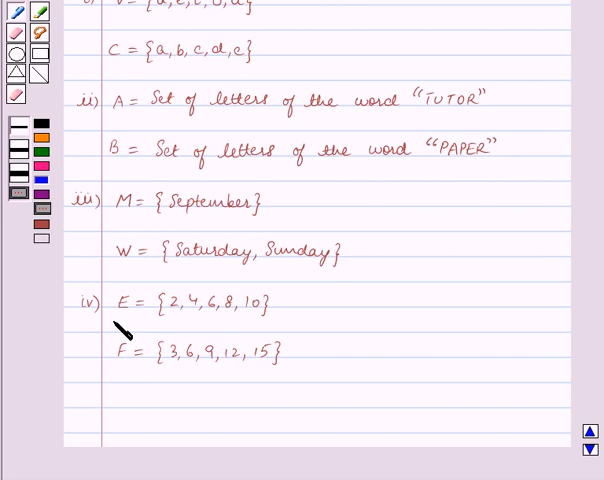 C = {a, b, c, d, e}
ii) A = Set of letters of the word "TUTOR"
B = Set of letters of the word "PAPER"
iii) M = {September}
W = {Saturday, Sunday}
iv) E = {2, 4, 6, 8, 10}
F = {3, 6, 9, 12, 15}